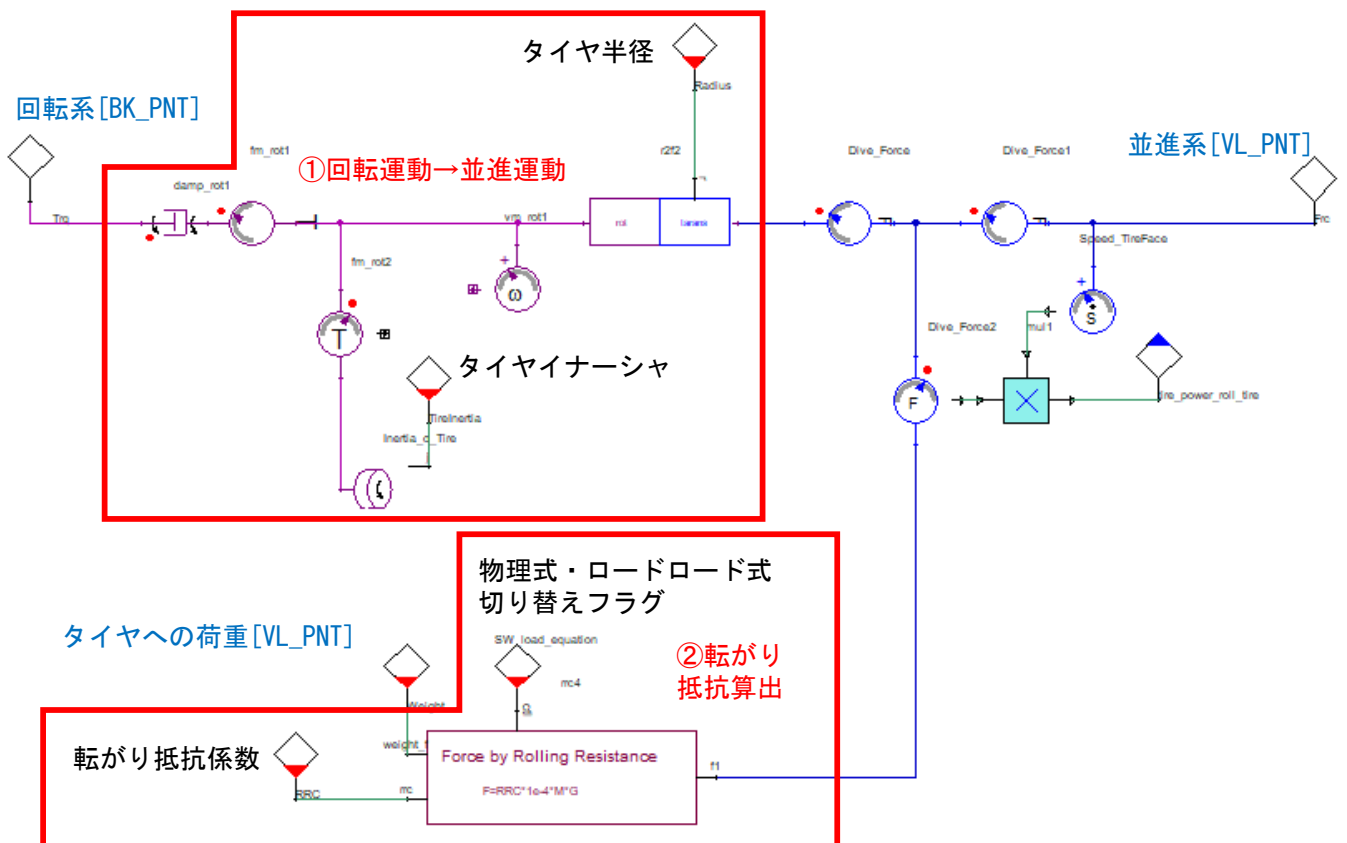 タイヤ半径
Radius
回転系[BK_PNT]
fm_rot1
①回転運動→並進運動
r2f2
Dive_Force
Dive_Force1
並進系[VL_PNT]
damp_rot1
Trq
vm_rot1
rot
Frc
Speed_TireFace
fm_rot2
ω
S
T
Dive_Force2
mul1
タイヤイナーシャ
F
tire_power_roll_tire
TireInertia
Inertia_o_Tire
物理式・ロードロード式
切り替えフラグ
タイヤへの荷重[VL_PNT]
SW_load_equation
②転がり
抵抗算出
Weight
転がり抵抗係数
Force by Rolling Resistance
f1
F=RRC*1e-4*M*G
RRC
rrc